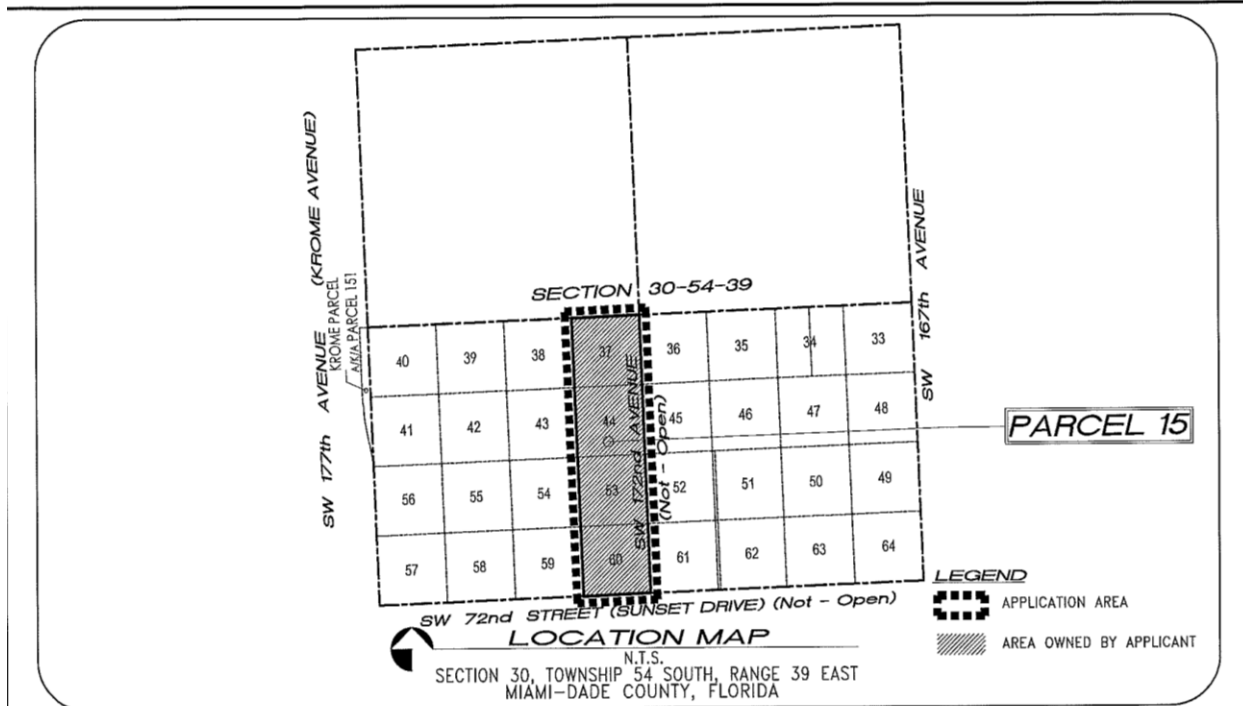 SW 177th AVENUE (KROME AVENUE)
KROME PARCEL
A/K/A PARCEL 151
SECTION 30-54-39
SW 167th AVENUE
40 39 38 37 36 35 34 33
41 42 43 44 45 46 47 48
56 55 54 53 52 51 50 49
57 58 59 60 61 62 63 64
SW 172nd AVENUE
(Not - Open)
PARCEL 15
SW 72nd STREET (SUNSET DRIVE) (Not - Open)
LEGEND
APPLICATION AREA
AREA OWNED BY APPLICANT
LOCATION MAP
N.T.S.
SECTION 30, TOWNSHIP 54 SOUTH, RANGE 39 EAST
MIAMI-DADE COUNTY, FLORIDA